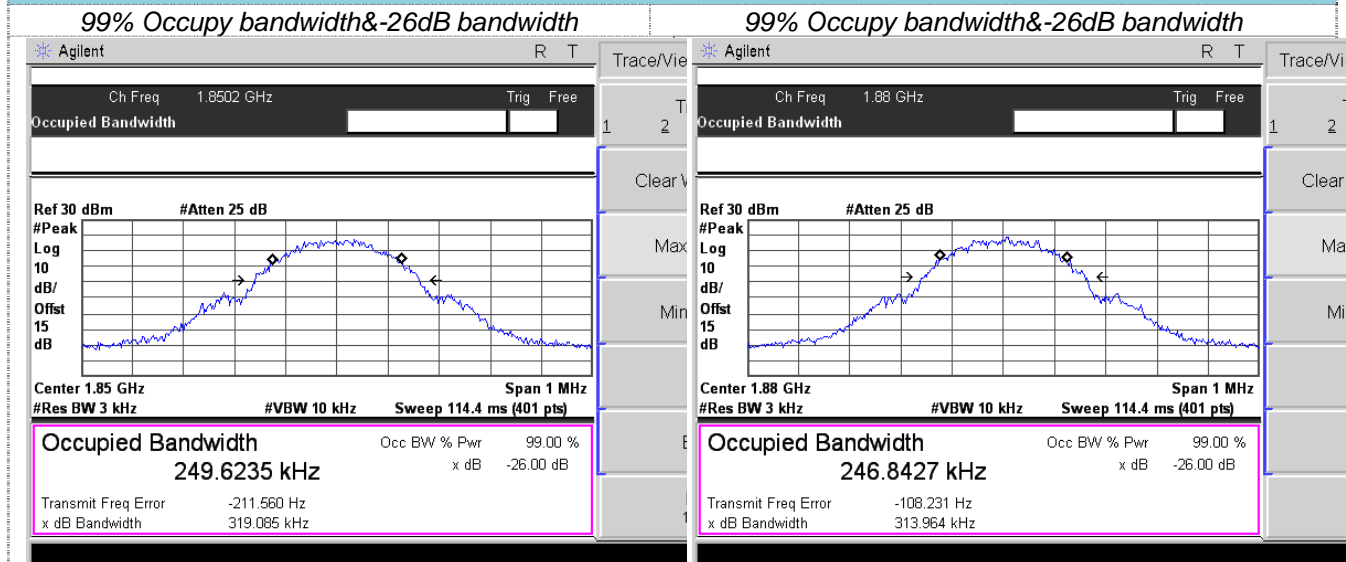 99% Occupy bandwidth&-26dB bandwidth
Agilent R T
Trace/Vie
Ch Freq 1.8502 GHz Trig Free
Occupied Bandwidth
1 2
Clear
Ref 30 dBm #Atten 25 dB
#Peak
Log
10
dB/
Offst
15
dB
Max
Min
Center 1.85 GHz Span 1 MHz
#Res BW 3 kHz #VBW 10 kHz Sweep 114.4 ms (401 pts)
Occupied Bandwidth Occ BW % Pwr 99.00 %
249.6235 kHz x dB -26.00 dB
Transmit Freq Error -211.560 Hz
x dB Bandwidth 319.085 kHz
1
99% Occupy bandwidth&-26dB bandwidth
Agilent R T
Trace/Vi
Ch Freq 1.88 GHz Trig Free
Occupied Bandwidth
1 2
Clear
Ref 30 dBm #Atten 25 dB
#Peak
Log
10
dB/
Offst
15
dB
Ma
Mi
Center 1.88 GHz Span 1 MHz
#Res BW 3 kHz #VBW 10 kHz Sweep 114.4 ms (401 pts)
Occupied Bandwidth Occ BW % Pwr 99.00 %
246.8427 kHz x dB -26.00 dB
Transmit Freq Error -108.231 Hz
x dB Bandwidth 313.964 kHz